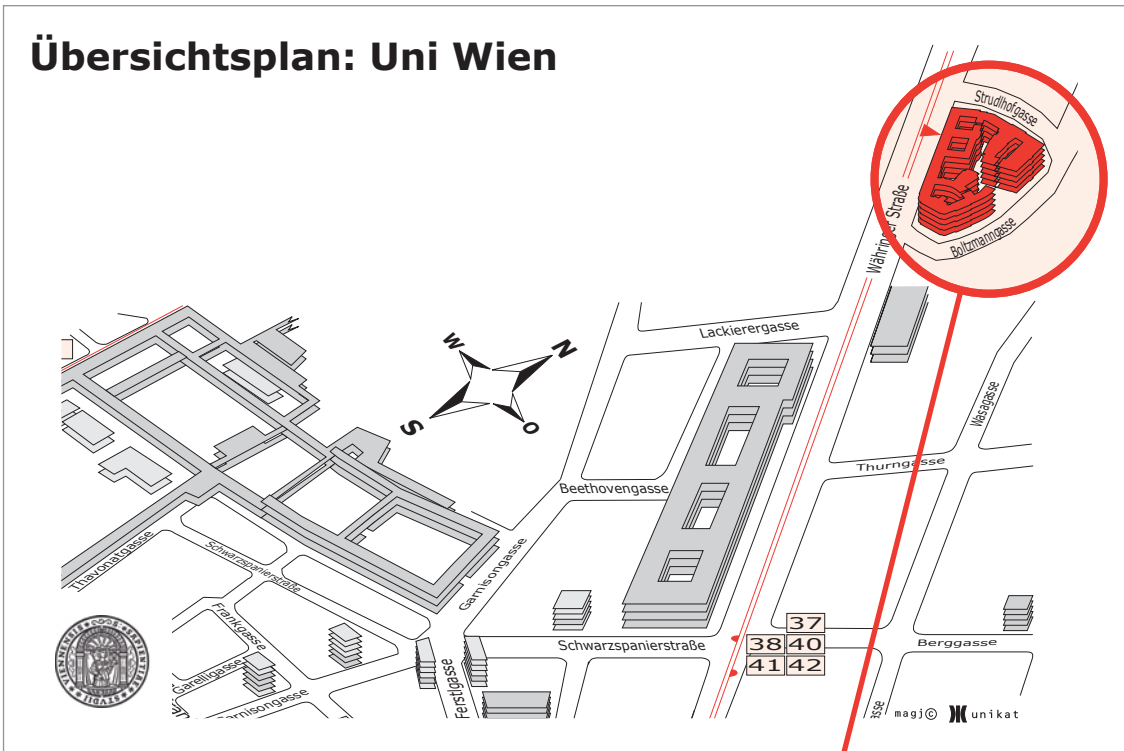 Übersichtsplan: Uni Wien
Strudlhofgasse
Währinger Straße
Boltzmanngasse
Lackierergasse
W
N
S
O
Wasagasse
Thurngasse
Beethovengasse
Thavonatgasse
Schwarzspanierstraße
Garnisongasse
Frankgasse
Garelligasse
Garnisongasse
Ferstlgasse
Schwarzspanierstraße
37
38 40
41 42
Berggasse
magj© unikat